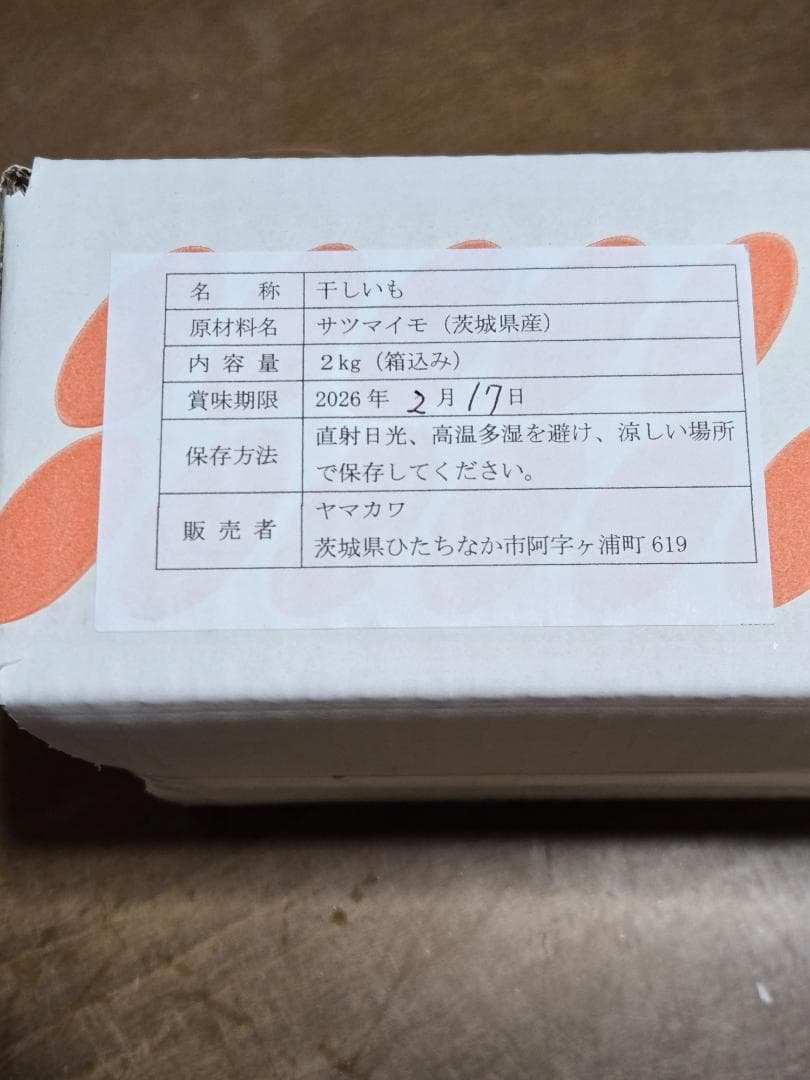 名　称 干しいも
原材料名 サツマイモ（茨城県産）
内容量 2kg（箱込み）
賞味期限 2026年 2月17日
保存方法 直射日光、高温多湿を避け、涼しい場所
で保存してください。
販売者 ヤマカワ
茨城県ひたちなか市阿字ヶ浦町 619